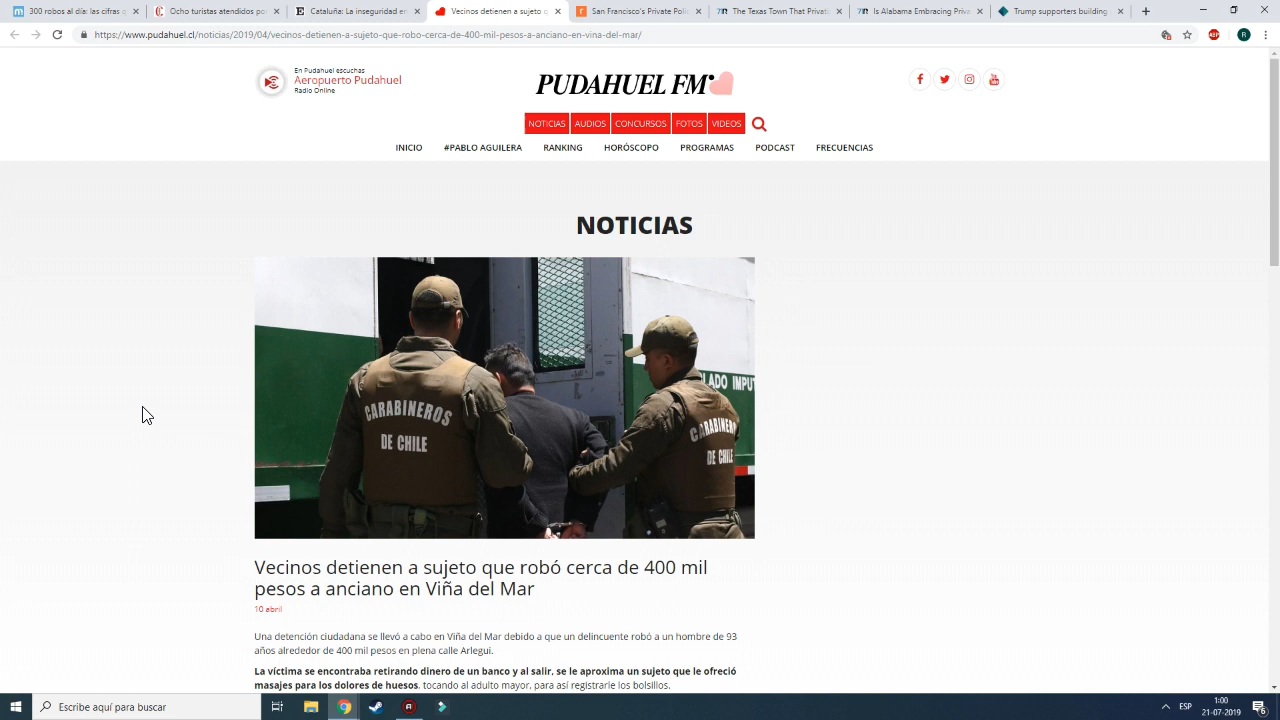 300 robos al día: las cifras q
Ocho turistas atendidos po
Cataluña: La inseguridad en
Vecinos detienen a sujeto q
San Francisco's Private Polic
The Texas Town That Privat
Is Alabama Embracing Priva
Trump supporters building
https://www.pudahuel.cl/noticias/2019/04/vecinos-detienen-a-sujeto-que-robo-cerca-de-400-mil-pesos-a-anciano-en-vina-del-mar/
ABP
R
En Pudahuel escuchas
Aeropuerto Pudahuel
Radio Online
PUDAHUEL FM
NOTICIAS AUDIOS CONCURSOS FOTOS VIDEOS
INICIO #PABLO AGUILERA RANKING HORÓSCOPO PROGRAMAS PODCAST FRECUENCIAS
NOTICIAS
CARABINEROS
DE CHILE
LADO IMPUT
CARABINE
DE CHILE
Vecinos detienen a sujeto que robó cerca de 400 mil
pesos a anciano en Viña del Mar
10 abril
Una detención ciudadana se llevó a cabo en Viña del Mar debido a que un delincuente robó a un hombre de 93
años alrededor de 400 mil pesos en plena calle Arlegui.
La víctima se encontraba retirando dinero de un banco y al salir, se le aproxima un sujeto que le ofreció
masajes para los dolores de huesos, tocando al adulto mayor, para así registrarle los bolsillos.
Escribe aquí para buscar
ESP
1:00
21-07-2019
6